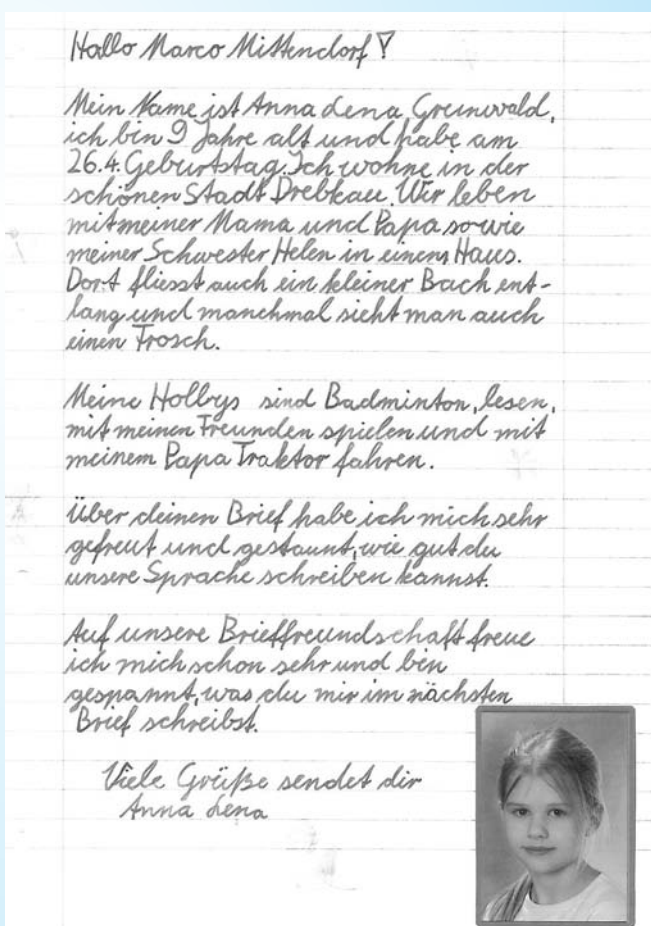 Hallo Marco Mittendorf!
Mein Name ist Anna Lena Grunwald,
ich bin 9 Jahre alt und habe am
26.4. Geburtstag. Ich wohne in der
schönen Stadt Drebkau. Wir leben
mit meiner Mama und Papa sowie
meiner Schwester Helen in einem Haus.
Dort fliesst auch ein kleiner Bach ent-
lang und manchmal sieht man auch
einen Frosch.
Meine Hobbys sind Badminton, lesen,
mit meinen Freunden spielen und mit
meinem Papa Traktor fahren.
Über deinen Brief habe ich mich sehr
gefreut und gestaunt, wie gut du
unsere Sprache schreiben kannst.
Auf unsere Brieffreundschaft freue
ich mich schon sehr und bin
gespannt, was du mir im nächsten
Brief schreibst.
Viele Grüße sendet dir
Anna Lena